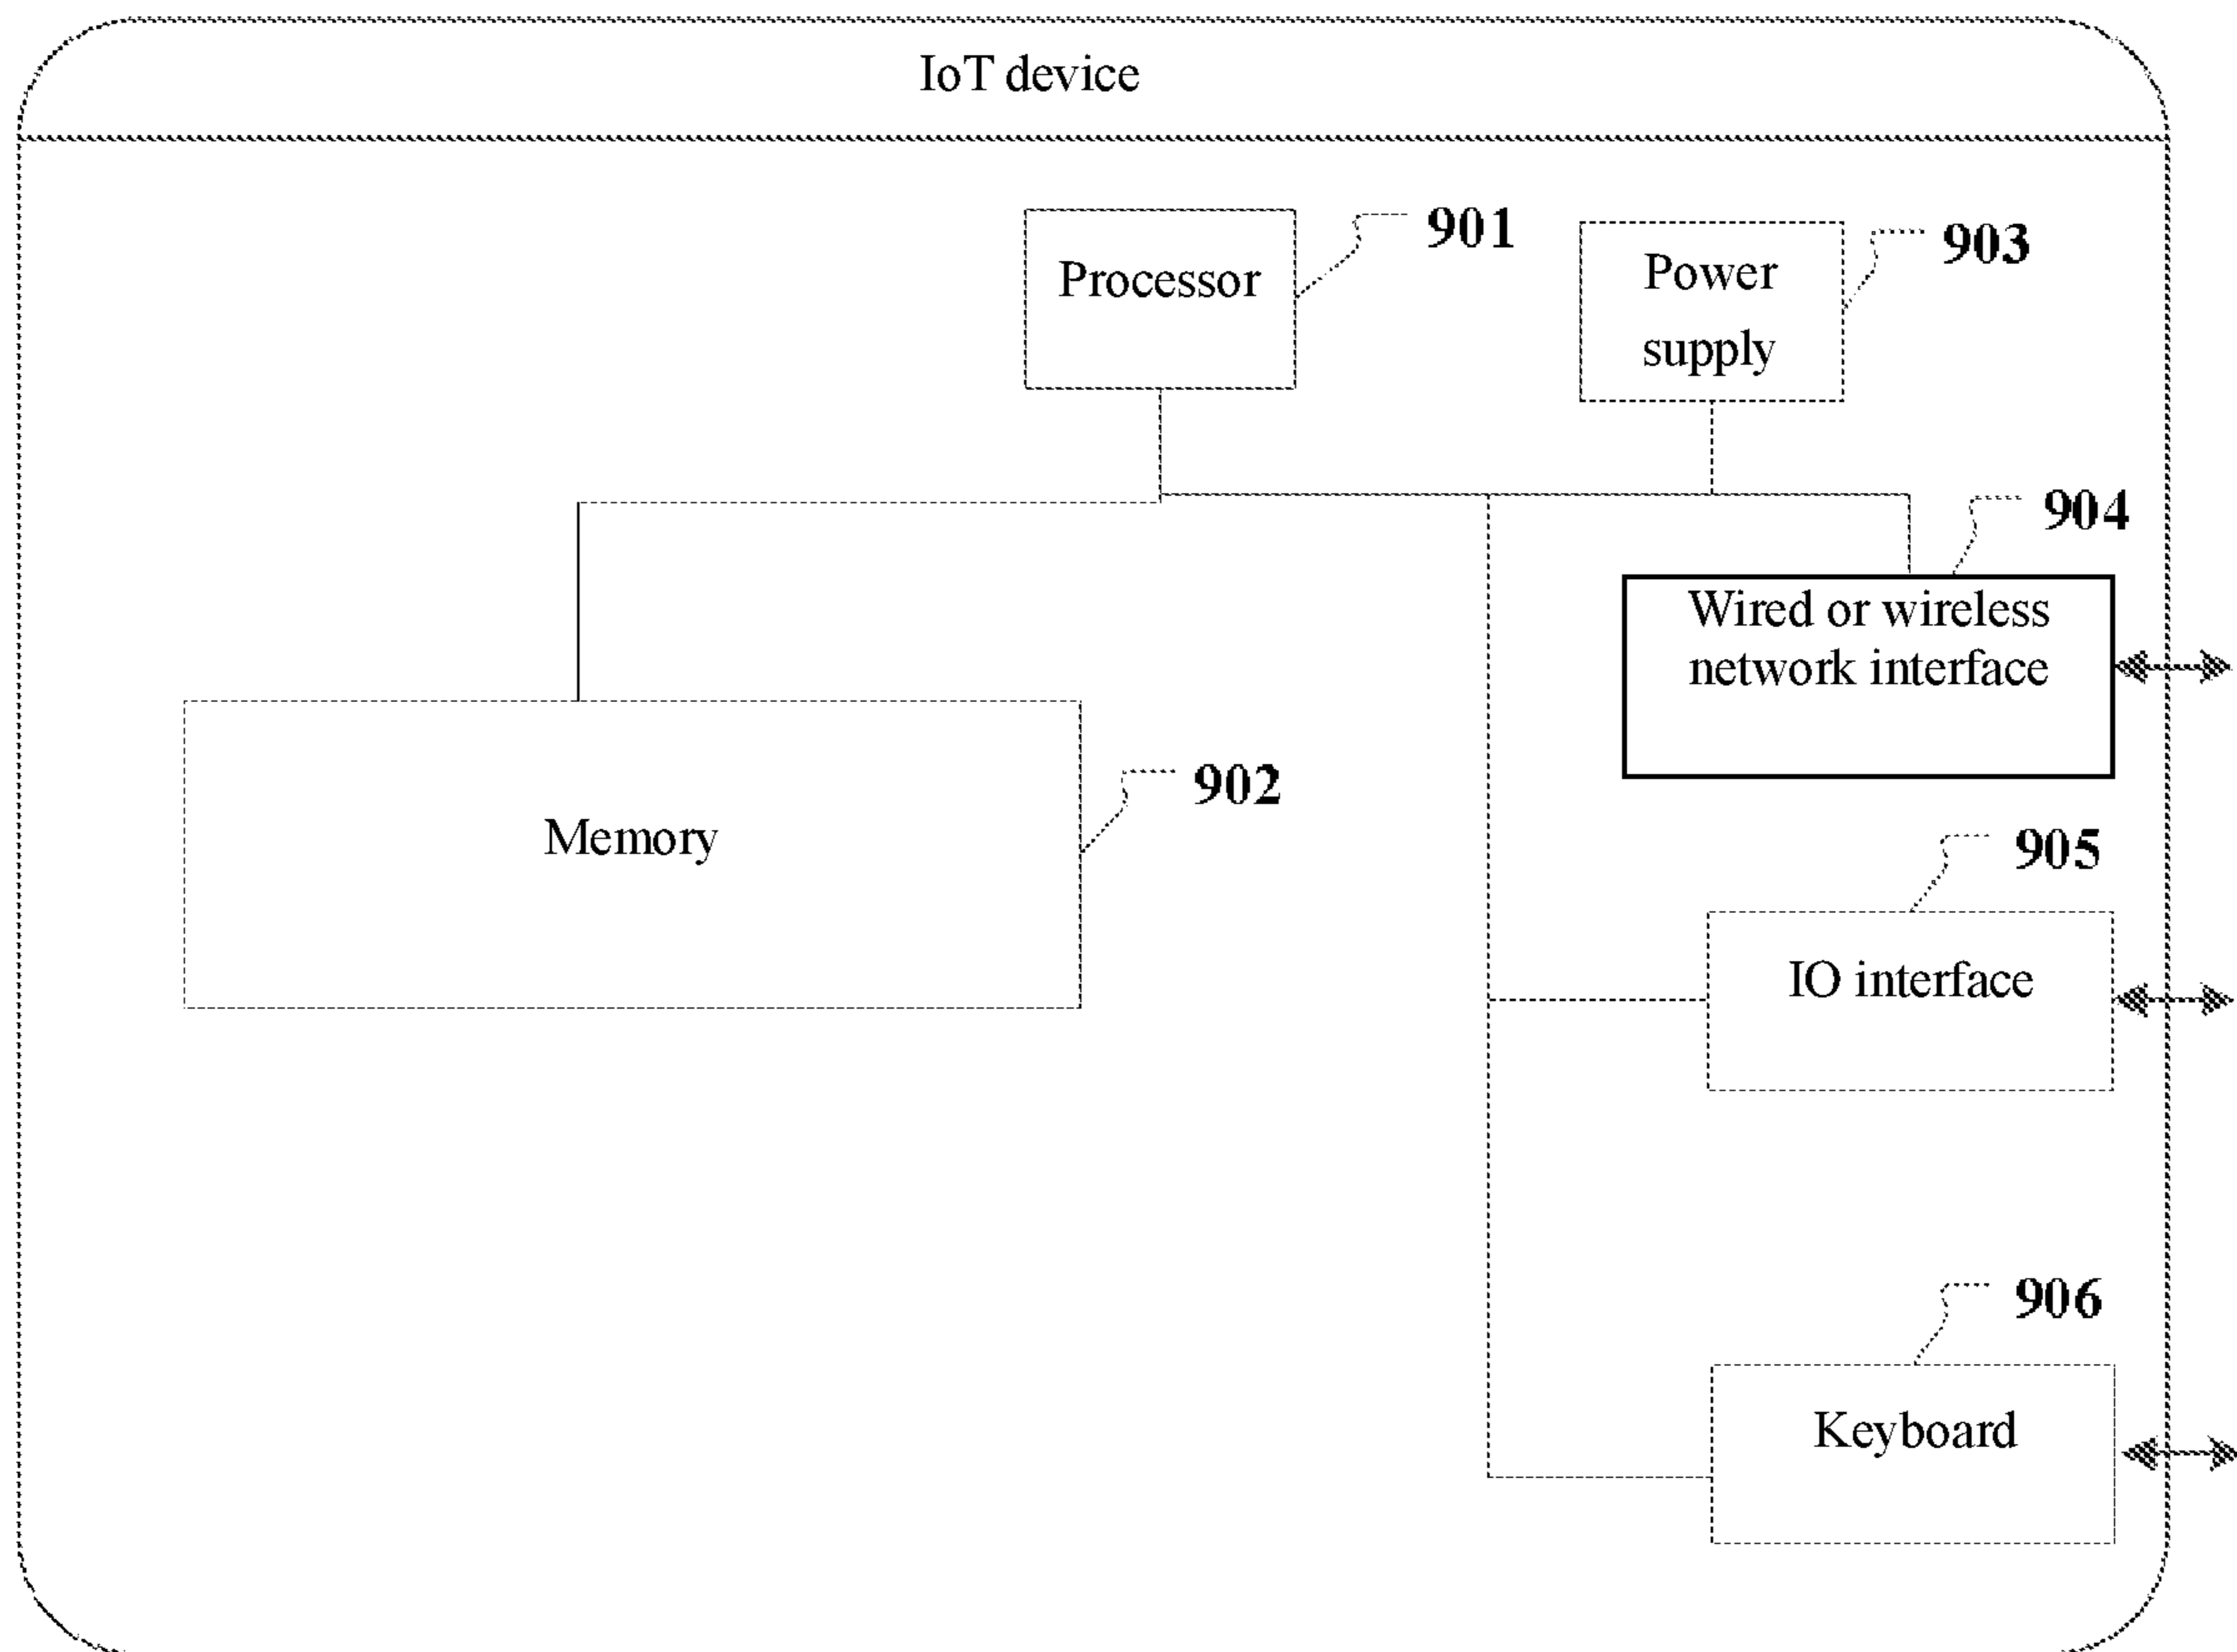 IoT device
Processor
901
Power
supply
903
904
Wired or wireless
network interface
902
Memory
905
IO interface
906
Keyboard